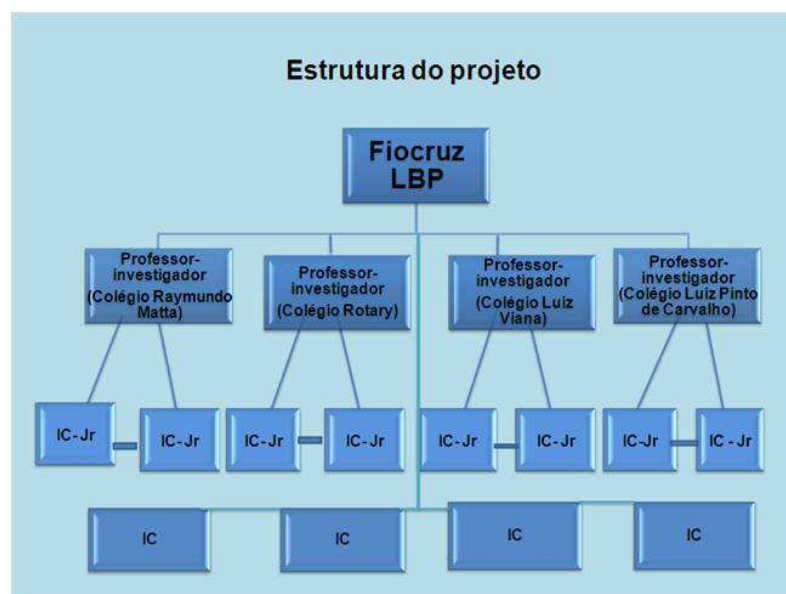 Estrutura do projeto
Fiocruz
LBP
Professor-
investigador
(Colégio Raymundo
Matta)
Professor-
investigador
(Colégio Rotary)
Professor-
investigador
(Colégio Luiz
Viana)
Professor-
investigador
(Colégio Luiz Pinto
de Carvalho)
IC-Jr
IC-Jr
IC-Jr
IC-Jr
IC-Jr
IC-Jr
IC-Jr
IC - Jr
IC
IC
IC
IC